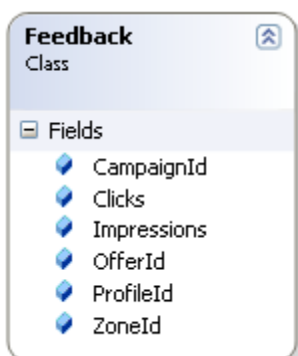 Feedback
Class
Fields
CampaignId
Clicks
Impressions
OfferId
ProfileId
ZoneId